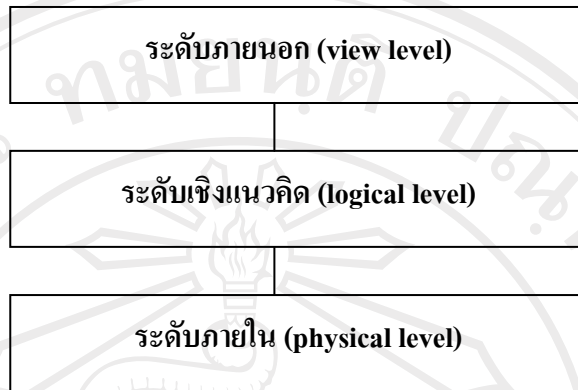 ระดับภายนอก (view level)
ระดับเชิงแนวคิด (logical level)
ระดับภายใน (physical level)